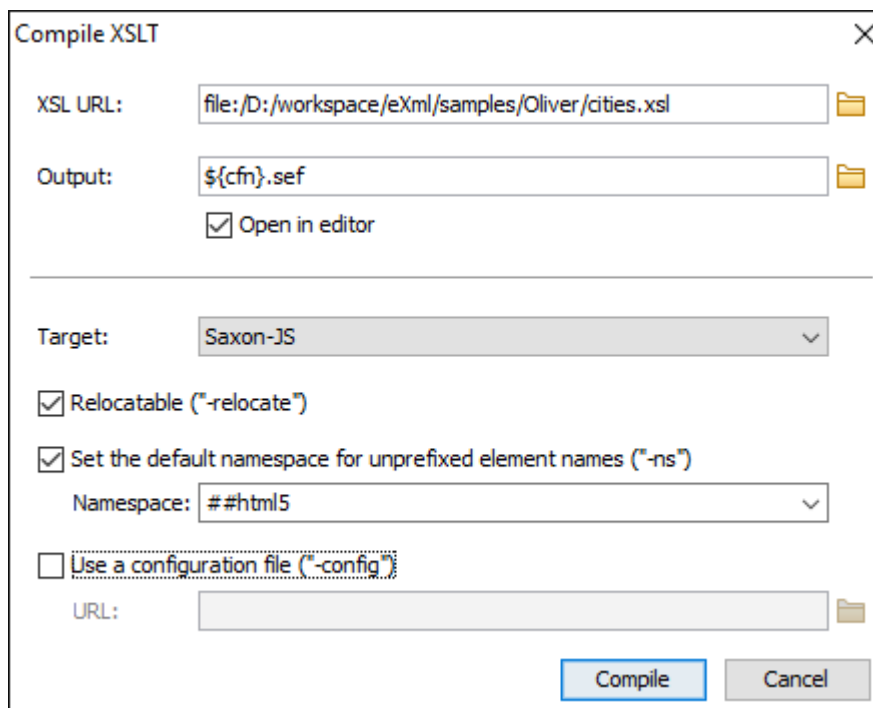 Compile XSLT
XSL URL: file:/D:/workspace/eXml/samples/Oliver/cities.xsl
Output: ${cfn}.sef
Open in editor
Target: Saxon-JS
Relocatable ("-relocate")
Set the default namespace for unprefixed element names ("-ns")
Namespace: ##html5
Use a configuration file ("-config")
URL:
Compile Cancel